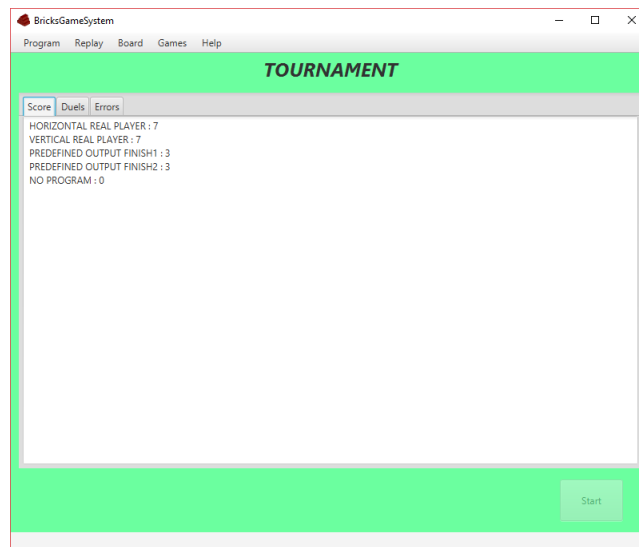 BricksGameSystem
Program Replay Board Games Help
TOURNAMENT
Score Duels Errors
HORIZONTAL REAL PLAYER : 7
VERTICAL REAL PLAYER : 7
PREDEFINED OUTPUT FINISH1 : 3
PREDEFINED OUTPUT FINISH2 : 3
NO PROGRAM : 0
Start